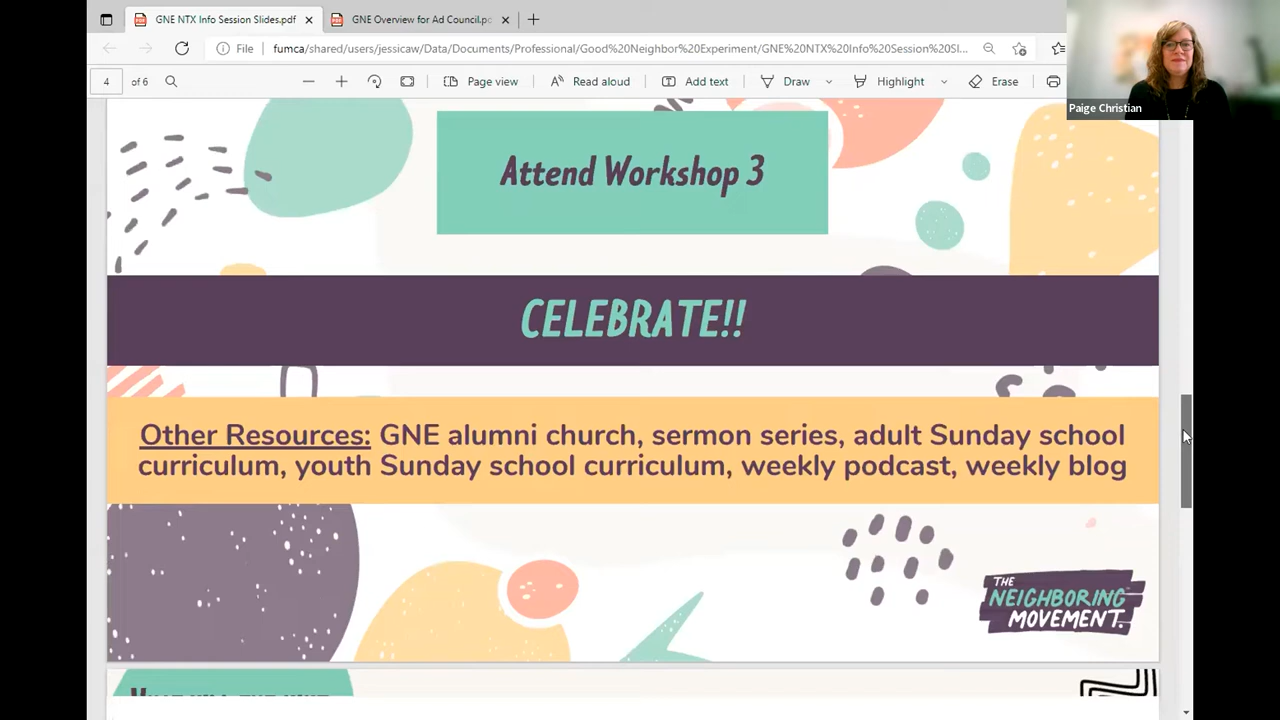 GNE NTX Info Session Slides.pdf
GNE Overview for Ad Council.pd
File
fumca/shared/users/jessicaw/Data/Documents/Professional/Good%20Neighbor%20Experiment/GNE%20NTX%20Info%20Session%20Sl...
4 of 6
Page view
Read aloud
Add text
Draw
Highlight
Erase
Paige Christian
Attend Workshop 3
CELEBRATE!!
Other Resources: GNE alumni church, sermon series, adult Sunday school
curriculum, youth Sunday school curriculum, weekly podcast, weekly blog
THE
NEIGHBORING
MOVEMENT.